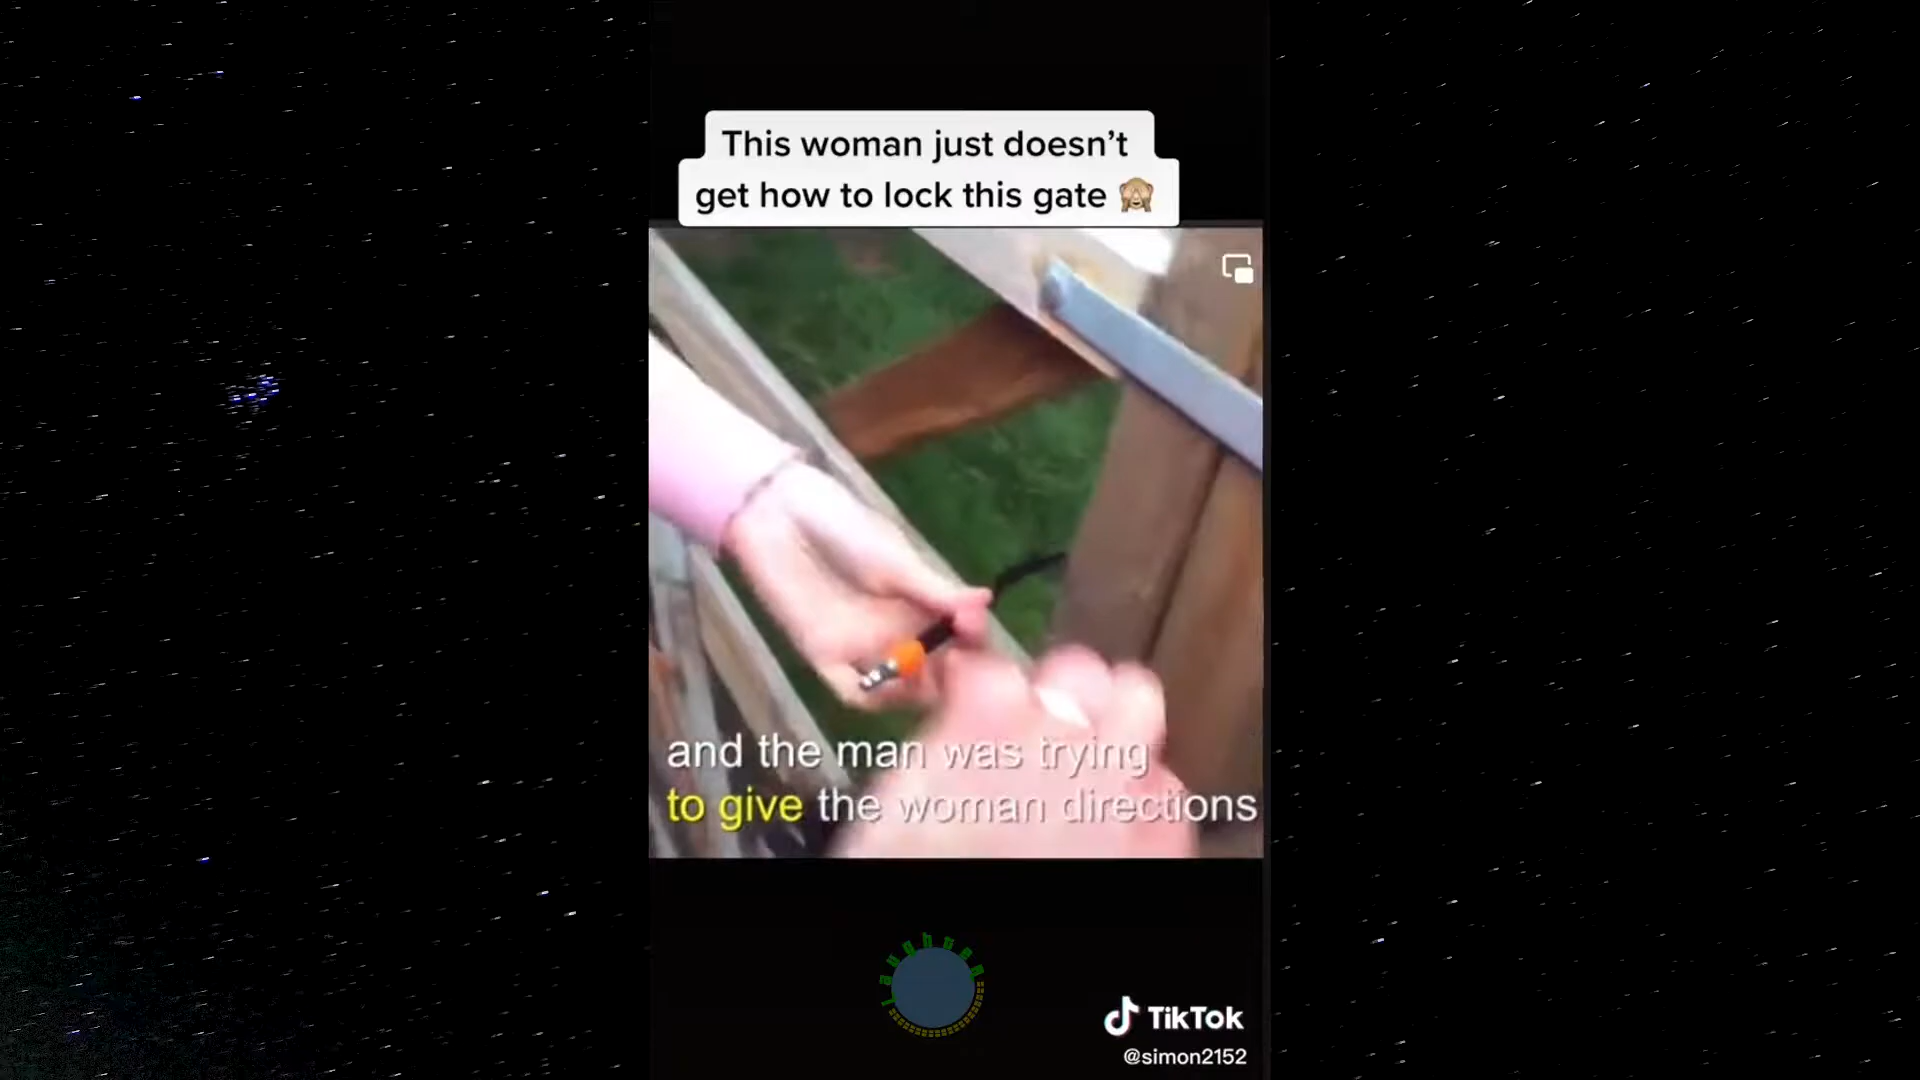 This woman just doesn’t
get how to lock this gate 🙈
and the man was trying
to give the woman directions
laughter
TikTok
@simon2152